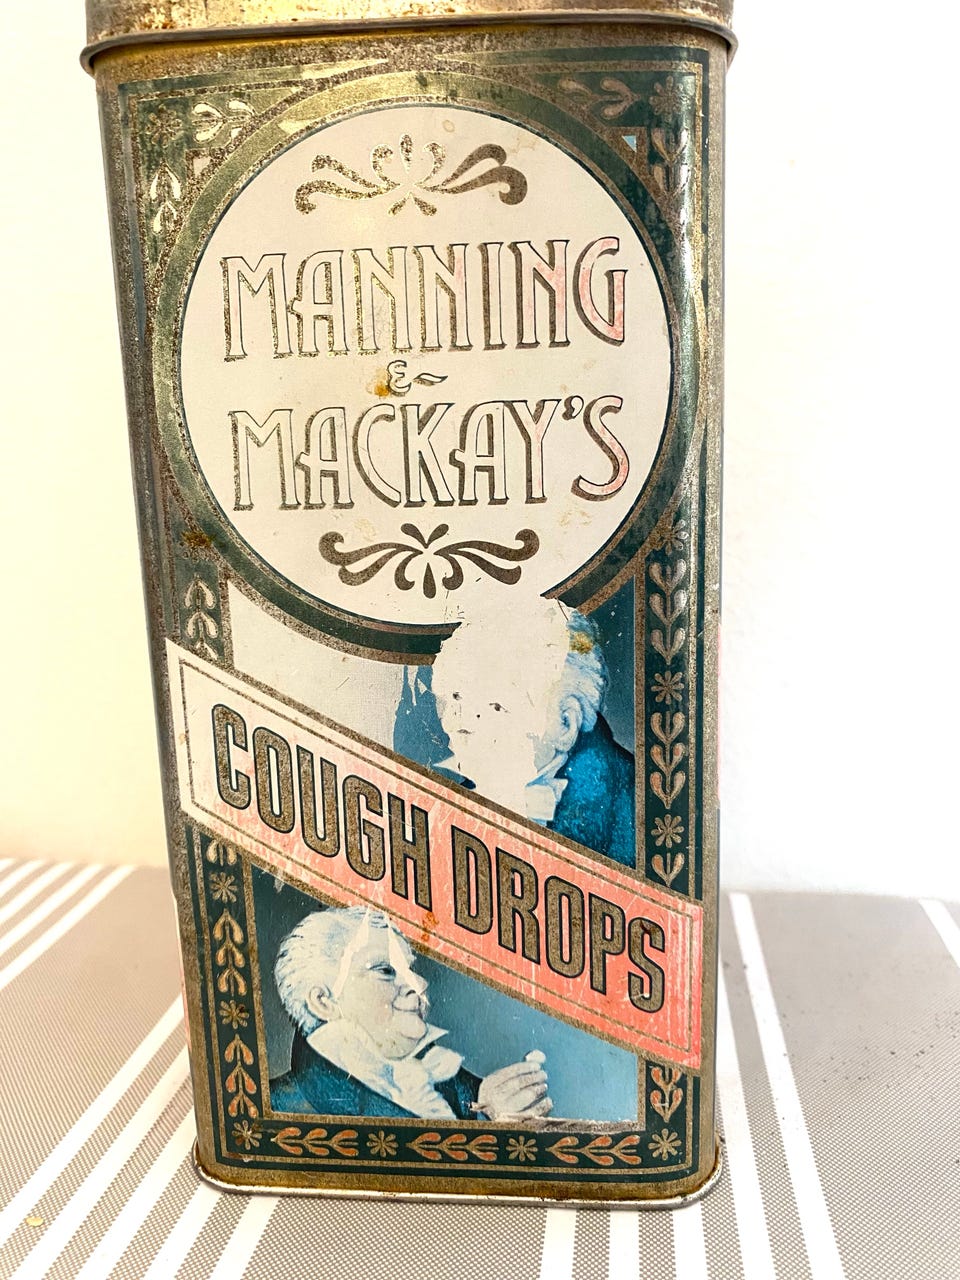 MANNING
&
MACKAY'S
COUGH DROPS